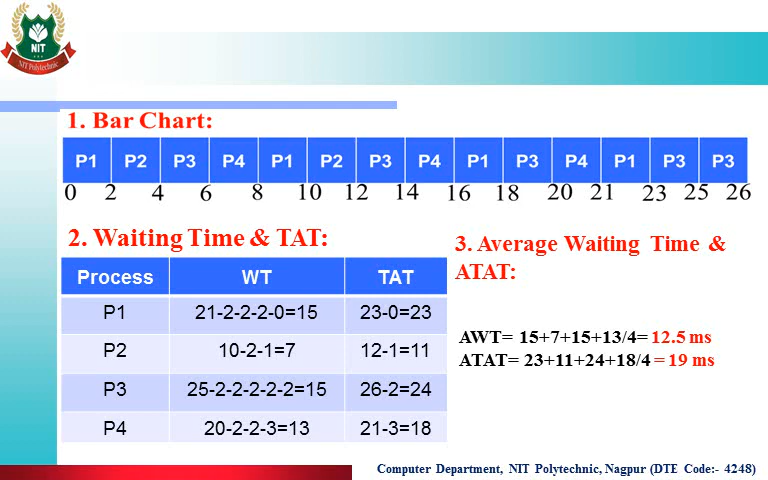 NIT
NIT Polytechnic
1. Bar Chart:
P1 P2 P3 P4 P1 P2 P3 P4 P1 P3 P4 P1 P3 P3
0 2 4 6 8 10 12 14 16 18 20 21 23 25 26
2. Waiting Time & TAT:
Process WT TAT
P1 21-2-2-2-0=15 23-0=23
P2 10-2-1=7 12-1=11
P3 25-2-2-2-2-2=15 26-2=24
P4 20-2-2-3=13 21-3=18
3. Average Waiting Time &
ATAT:
AWT= 15+7+15+13/4= 12.5 ms
ATAT= 23+11+24+18/4 = 19 ms
Computer Department, NIT Polytechnic, Nagpur (DTE Code:- 4248)